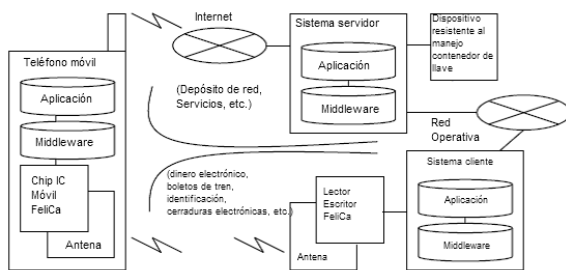 Internet
Sistema servidor
Dispositivo
resistente al
manejo
contenedor de
llave
Teléfono móvil
Aplicación
Middleware
Chip IC
Móvil
FeliCa
Antena
(Depósito de red,
Servicios, etc.)
Aplicación
Middleware
Red
Operativa
(dinero electrónico,
boletos de tren,
identificación,
cerraduras electrónicas, etc.)
Lector
Escritor
FeliCa
Antena
Sistema cliente
Aplicación
Middleware